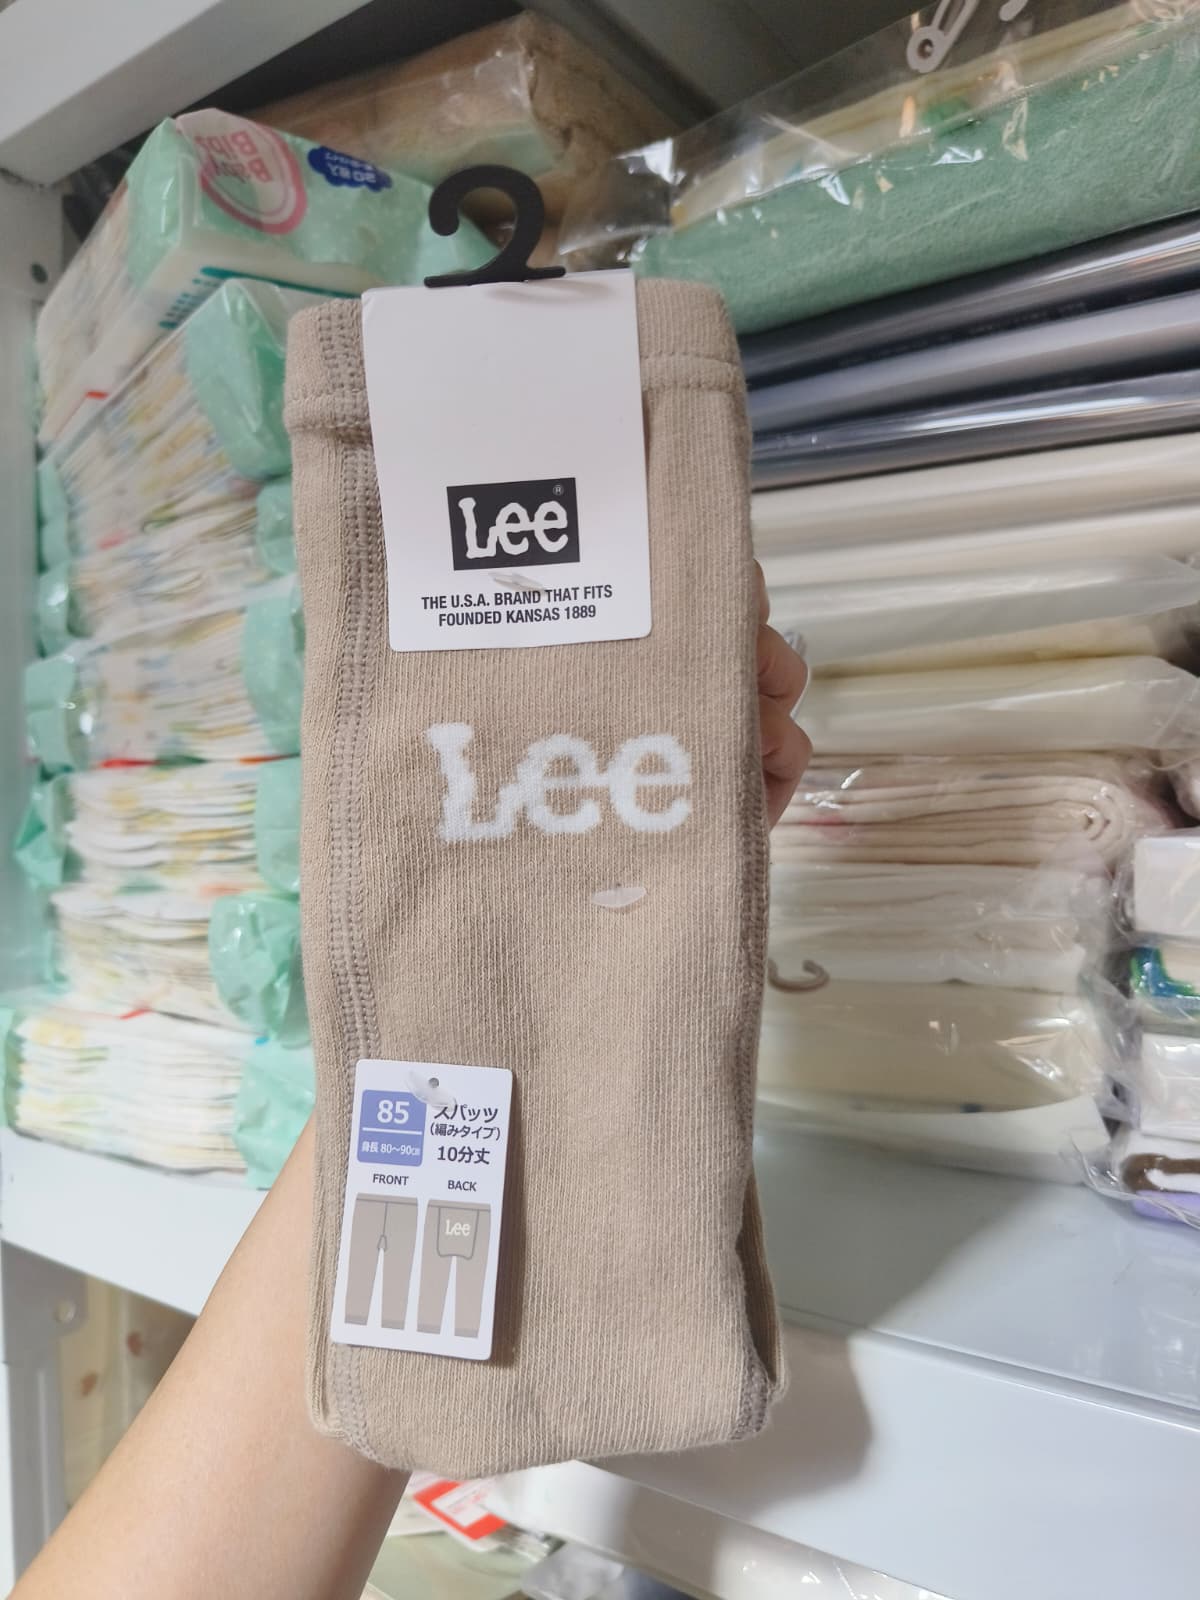 Lee®
THE U.S.A. BRAND THAT FITS
FOUNDED KANSAS 1889
Lee
85
身長 80〜90cm
スパッツ
(編みタイプ)
10分丈
FRONT
BACK
Lee